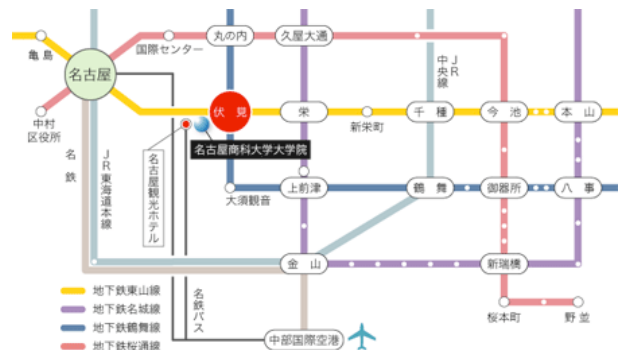 亀島
国際センター
丸の内
久屋大通
JR
中央線
名古屋
中村
区役所
伏見
栄
新栄町
千種
今池
本山
名古屋商科大学大学院
名古屋観光ホテル
名鉄
JR東海道本線
大須観音
上前津
鶴舞
御器所
八事
金山
新瑞橋
桜本町
野並
名鉄バス
中部国際空港
地下鉄東山線
地下鉄名城線
地下鉄鶴舞線
地下鉄桜通線